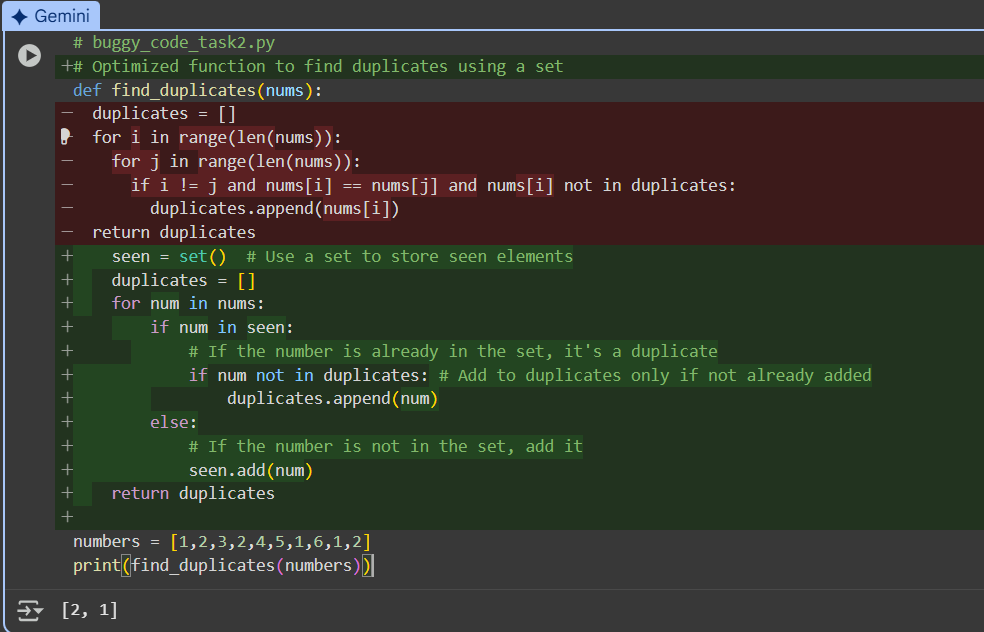 Gemini
# buggy_code_task2.py
+# Optimized function to find duplicates using a set
def find_duplicates(nums):
− duplicates = []
for i in range(len(nums)):
− for j in range(len(nums)):
− if i != j and nums[i] == nums[j] and nums[i] not in duplicates:
− duplicates.append(nums[i])
− return duplicates
+ seen = set()  # Use a set to store seen elements
+ duplicates = []
+ for num in nums:
+ if num in seen:
+ # If the number is already in the set, it's a duplicate
+ if num not in duplicates: # Add to duplicates only if not already added
+ duplicates.append(num)
+ else:
+ # If the number is not in the set, add it
+ seen.add(num)
+ return duplicates
+
numbers = [1,2,3,2,4,5,1,6,1,2]
print(find_duplicates(numbers))
[2, 1]